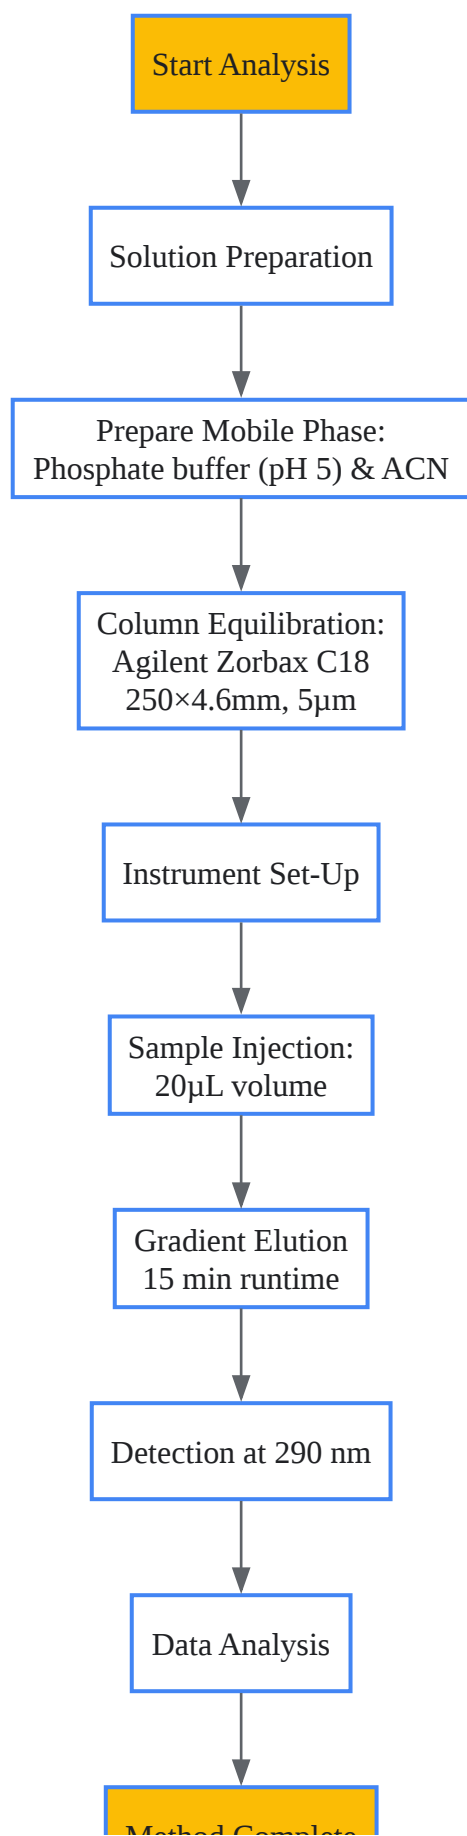 Start Analysis
Solution Preparation
Prepare Mobile Phase:
Phosphate buffer (pH 5) & ACN
Column Equilibration:
Agilent Zorbax C18
250×4.6mm, 5µm
Instrument Set-Up
Sample Injection:
20µL volume
Gradient Elution
15 min runtime
Detection at 290 nm
Data Analysis
Method Complete